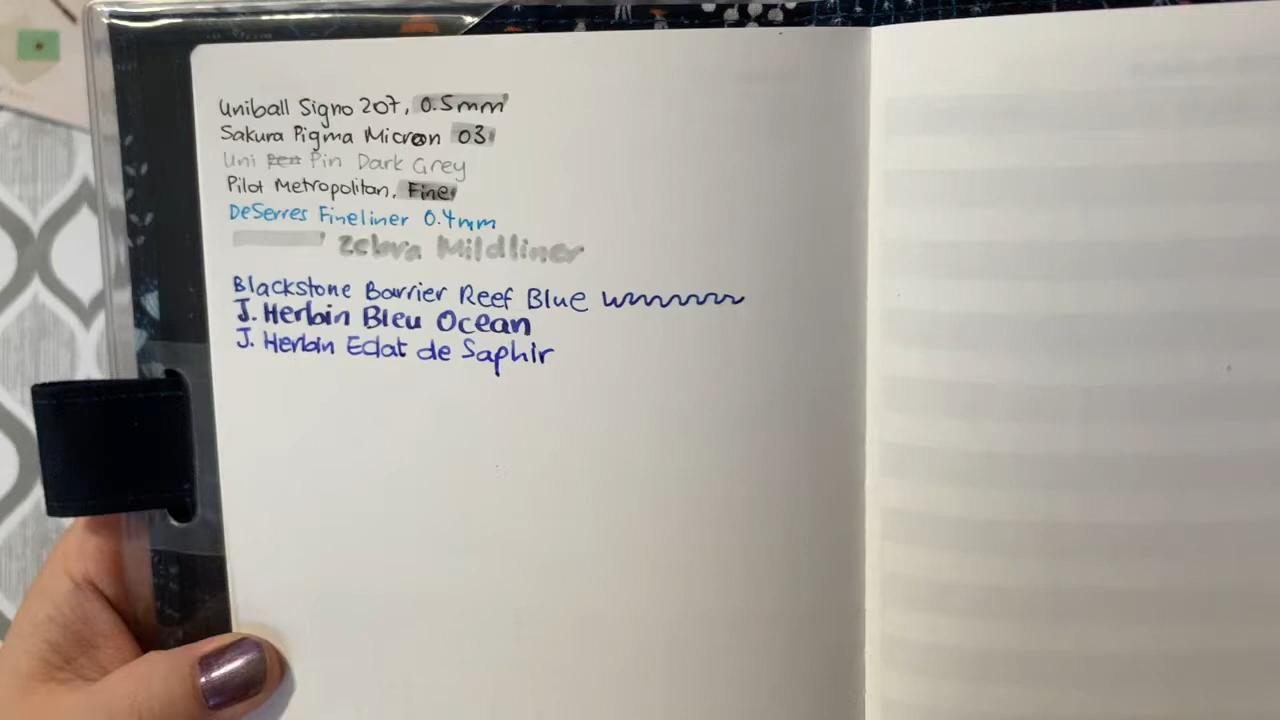 Uniball Signo 207, 0.5mm
Sakura Pigma Micron 03
Uni Pen Pin Dark Grey
Pilot Metropolitan, Fine
DeSerres Fineliner 0.4mm
Zebra Mildliner
Blackstone Barrier Reef Blue
J. Herbin Bleu Ocean
J. Herbin Eclat de Saphir